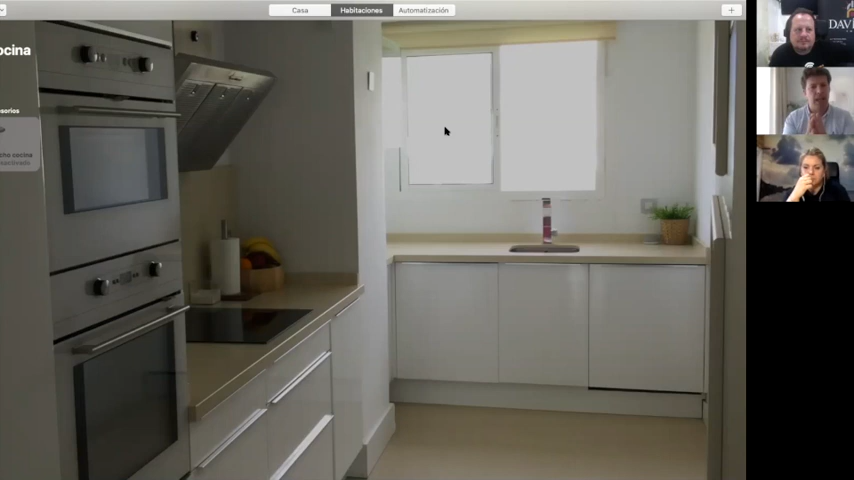 Casa
Habitaciones
Automatización
+
ocina
sorios
cho cocina
DAV